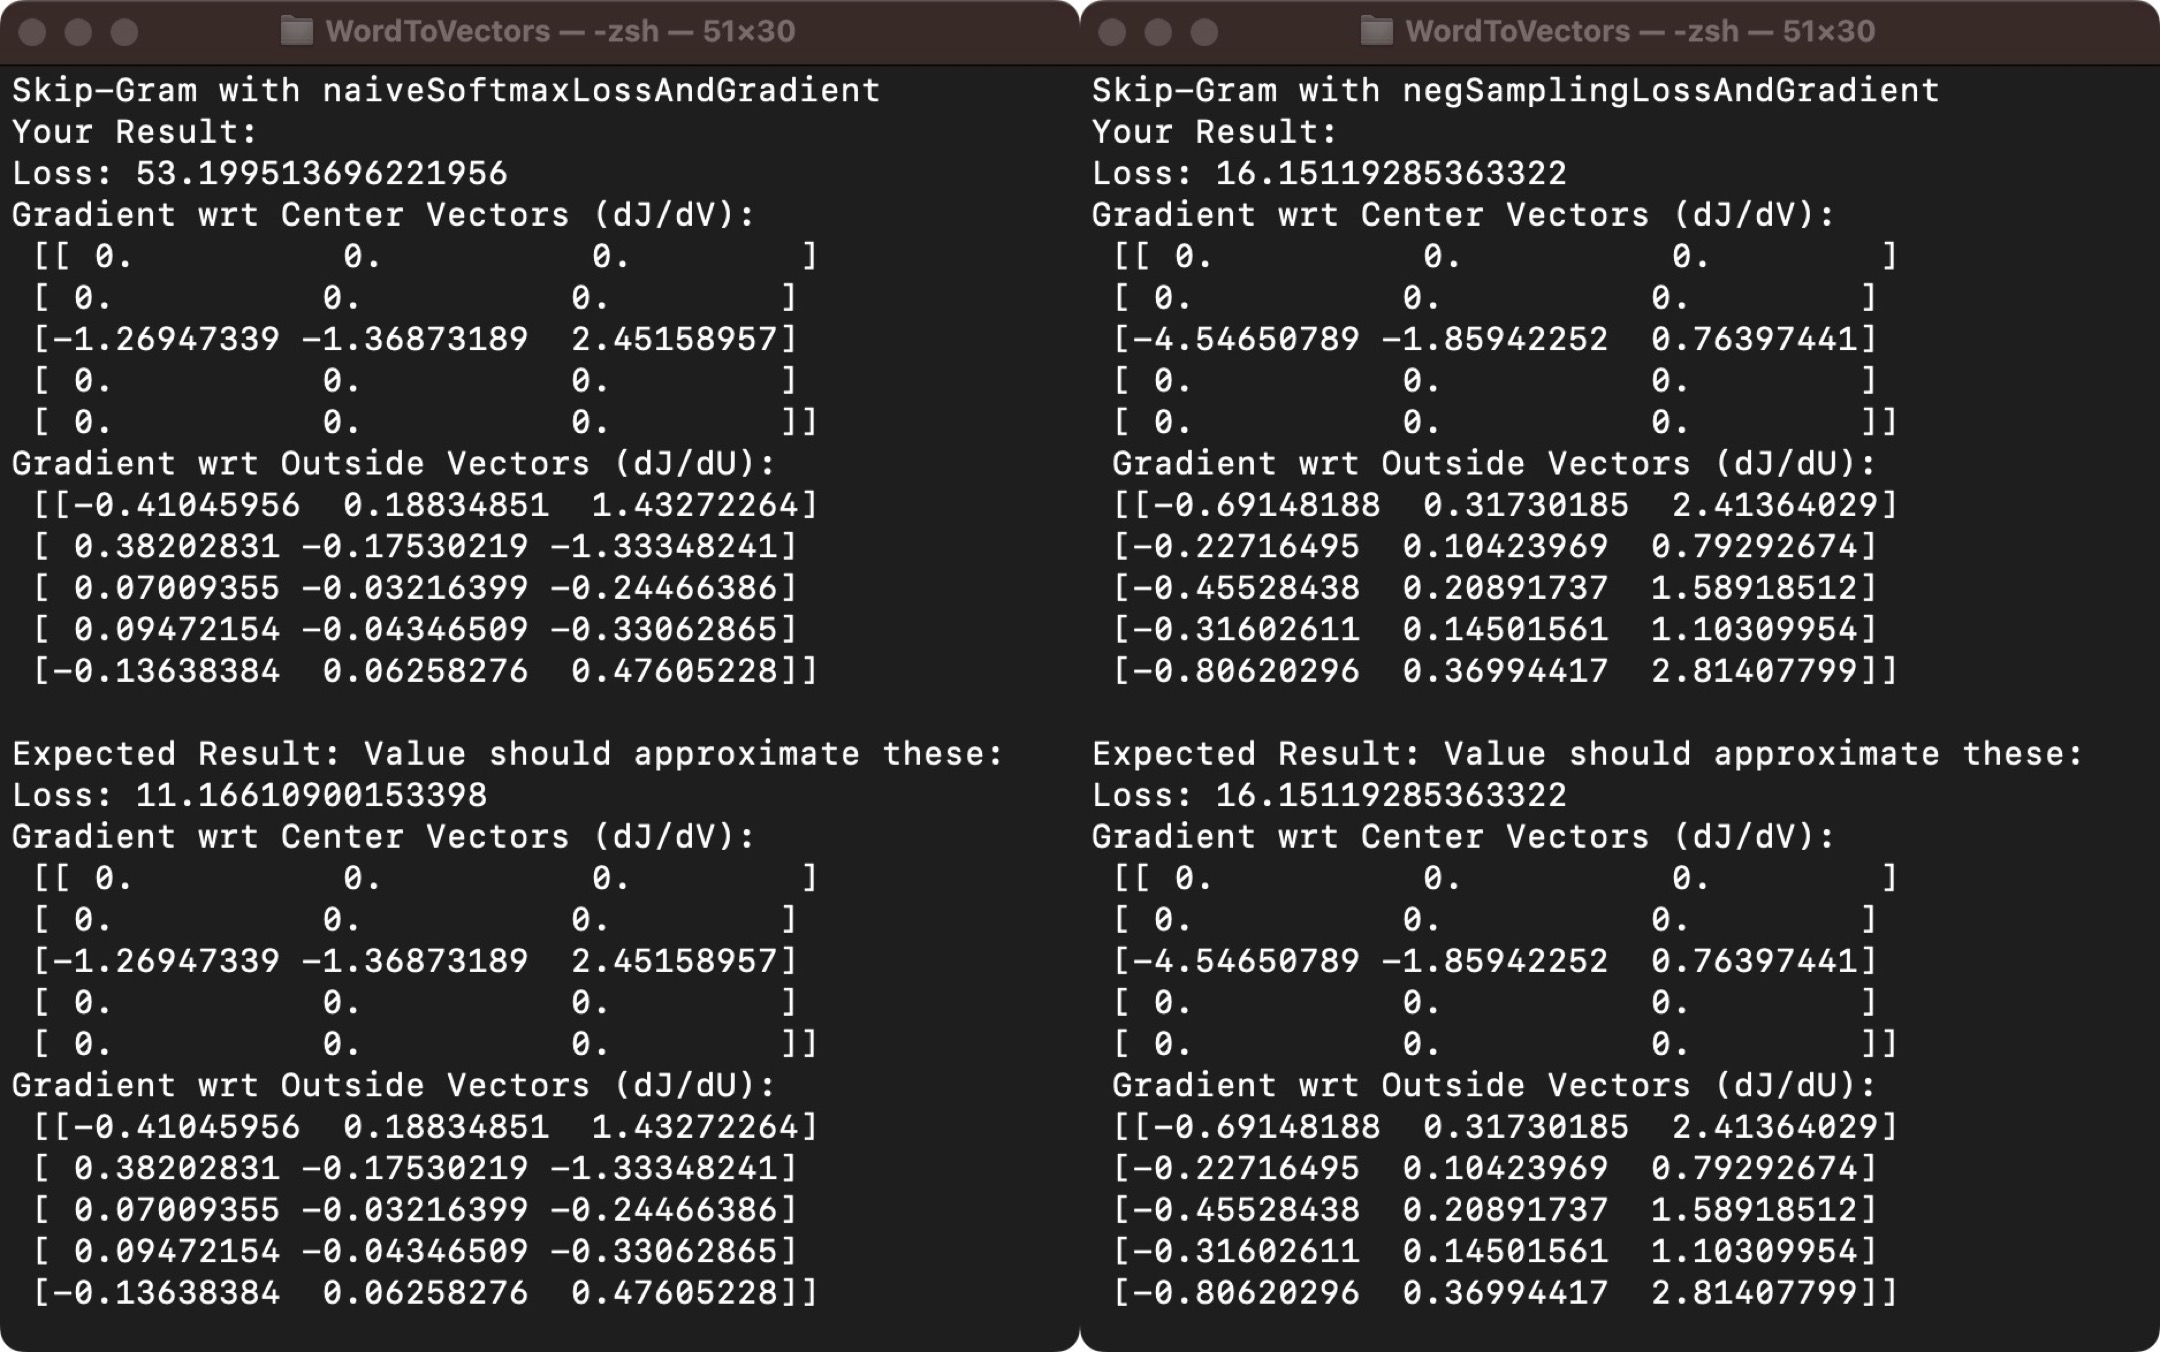 WordToVectors — -zsh — 51×30
Skip-Gram with naiveSoftmaxLossAndGradient
Your Result:
Loss: 53.199513696221956
Gradient wrt Center Vectors (dJ/dV):
[[ 0. 0. 0. ]
[ 0. 0. 0. ]
[-1.26947339 -1.36873189 2.45158957]
[ 0. 0. 0. ]
[ 0. 0. 0. ]]
Gradient wrt Outside Vectors (dJ/dU):
[[-0.41045956 0.18834851 1.43272264]
[ 0.38202831 -0.17530219 -1.33348241]
[ 0.07009355 -0.03216399 -0.24466386]
[ 0.09472154 -0.04346509 -0.33062865]
[-0.13638384 0.06258276 0.47605228]]
Expected Result: Value should approximate these:
Loss: 11.16610900153398
Gradient wrt Center Vectors (dJ/dV):
[[ 0. 0. 0. ]
[ 0. 0. 0. ]
[-1.26947339 -1.36873189 2.45158957]
[ 0. 0. 0. ]
[ 0. 0. 0. ]]
Gradient wrt Outside Vectors (dJ/dU):
[[-0.41045956 0.18834851 1.43272264]
[ 0.38202831 -0.17530219 -1.33348241]
[ 0.07009355 -0.03216399 -0.24466386]
[ 0.09472154 -0.04346509 -0.33062865]
[-0.13638384 0.06258276 0.47605228]]
WordToVectors — -zsh — 51×30
Skip-Gram with negSamplingLossAndGradient
Your Result:
Loss: 16.15119285363322
Gradient wrt Center Vectors (dJ/dV):
[[ 0. 0. 0. ]
[ 0. 0. 0. ]
[-4.54650789 -1.85942252 0.76397441]
[ 0. 0. 0. ]
[ 0. 0. 0. ]]
Gradient wrt Outside Vectors (dJ/dU):
[[-0.69148188 0.31730185 2.41364029]
[-0.22716495 0.10423969 0.79292674]
[-0.45528438 0.20891737 1.58918512]
[-0.31602611 0.14501561 1.10309954]
[-0.80620296 0.36994417 2.81407799]]
Expected Result: Value should approximate these:
Loss: 16.15119285363322
Gradient wrt Center Vectors (dJ/dV):
[[ 0. 0. 0. ]
[ 0. 0. 0. ]
[-4.54650789 -1.85942252 0.76397441]
[ 0. 0. 0. ]
[ 0. 0. 0. ]]
Gradient wrt Outside Vectors (dJ/dU):
[[-0.69148188 0.31730185 2.41364029]
[-0.22716495 0.10423969 0.79292674]
[-0.45528438 0.20891737 1.58918512]
[-0.31602611 0.14501561 1.10309954]
[-0.80620296 0.36994417 2.81407799]]